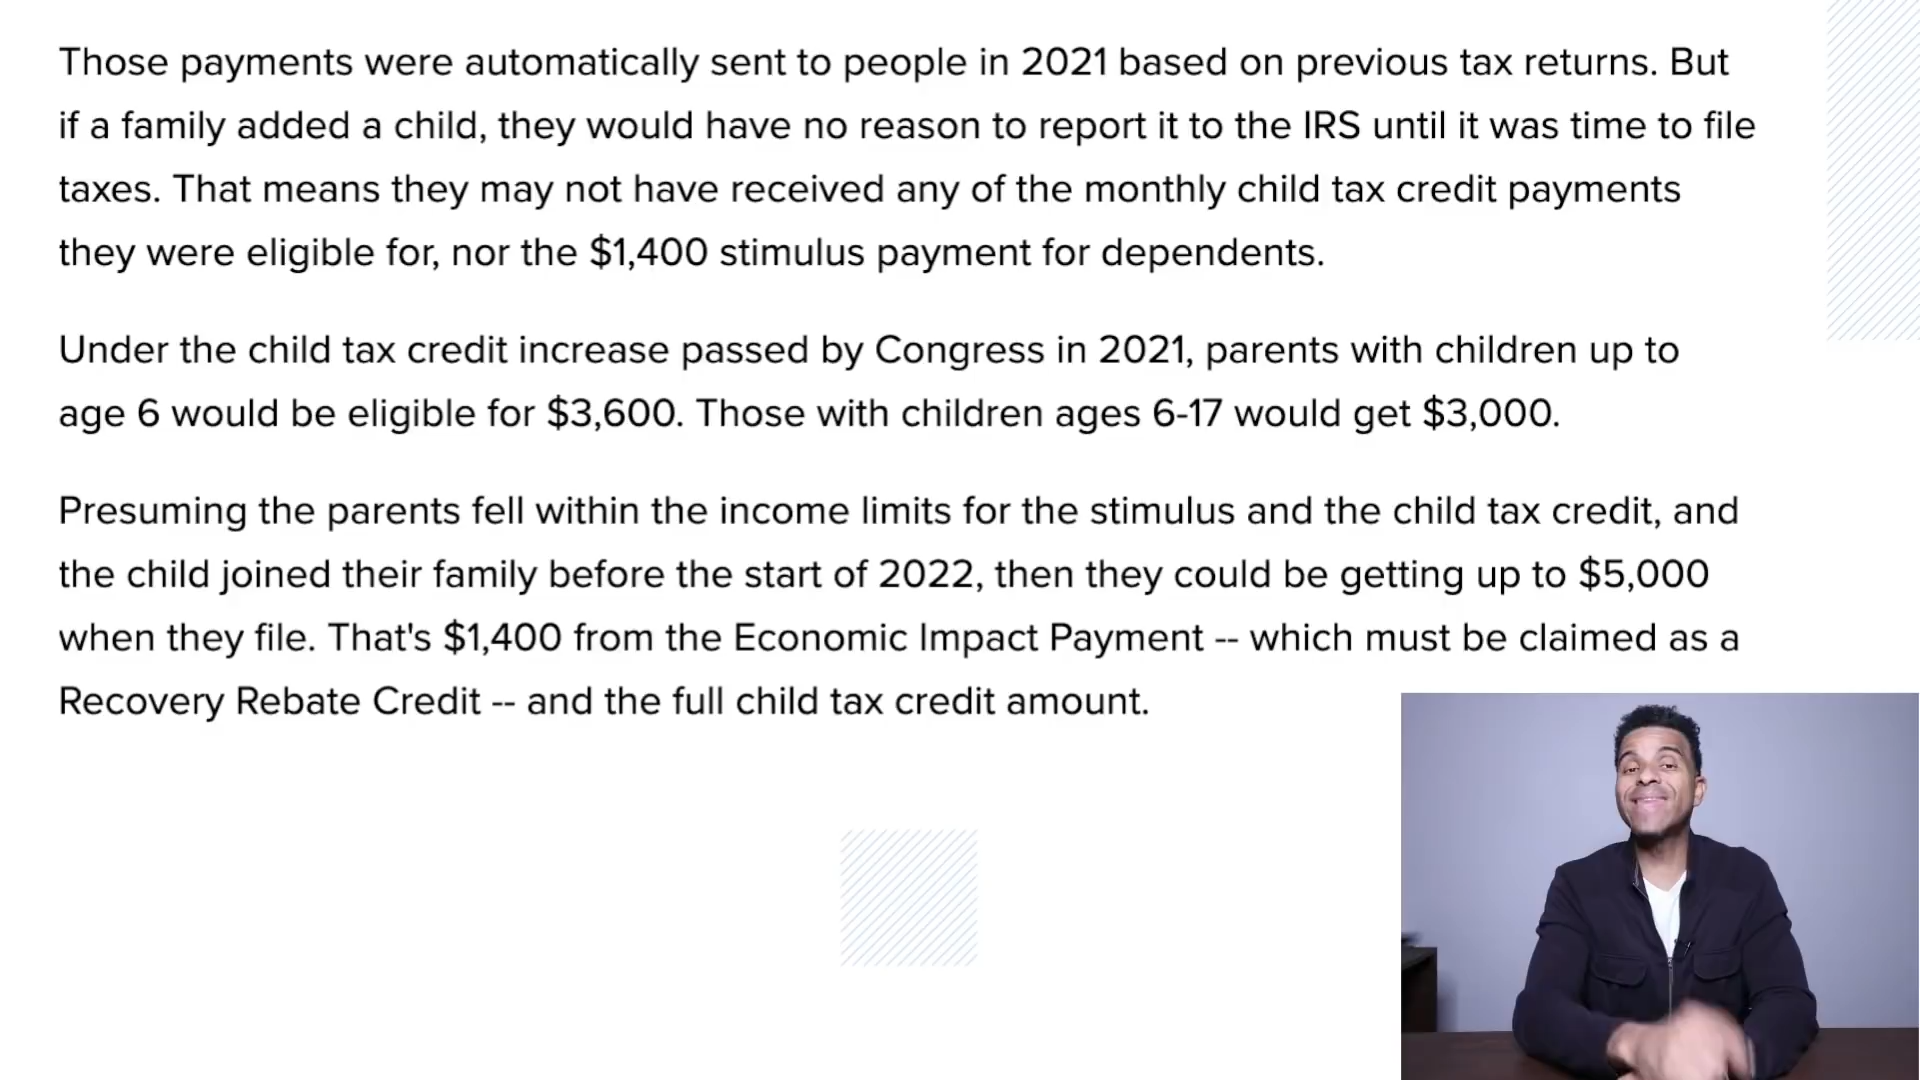 Those payments were automatically sent to people in 2021 based on previous tax returns. But
if a family added a child, they would have no reason to report it to the IRS until it was time to file
taxes. That means they may not have received any of the monthly child tax credit payments
they were eligible for, nor the $1,400 stimulus payment for dependents.
Under the child tax credit increase passed by Congress in 2021, parents with children up to
age 6 would be eligible for $3,600. Those with children ages 6-17 would get $3,000.
Presuming the parents fell within the income limits for the stimulus and the child tax credit, and
the child joined their family before the start of 2022, then they could be getting up to $5,000
when they file. That's $1,400 from the Economic Impact Payment -- which must be claimed as a
Recovery Rebate Credit -- and the full child tax credit amount.